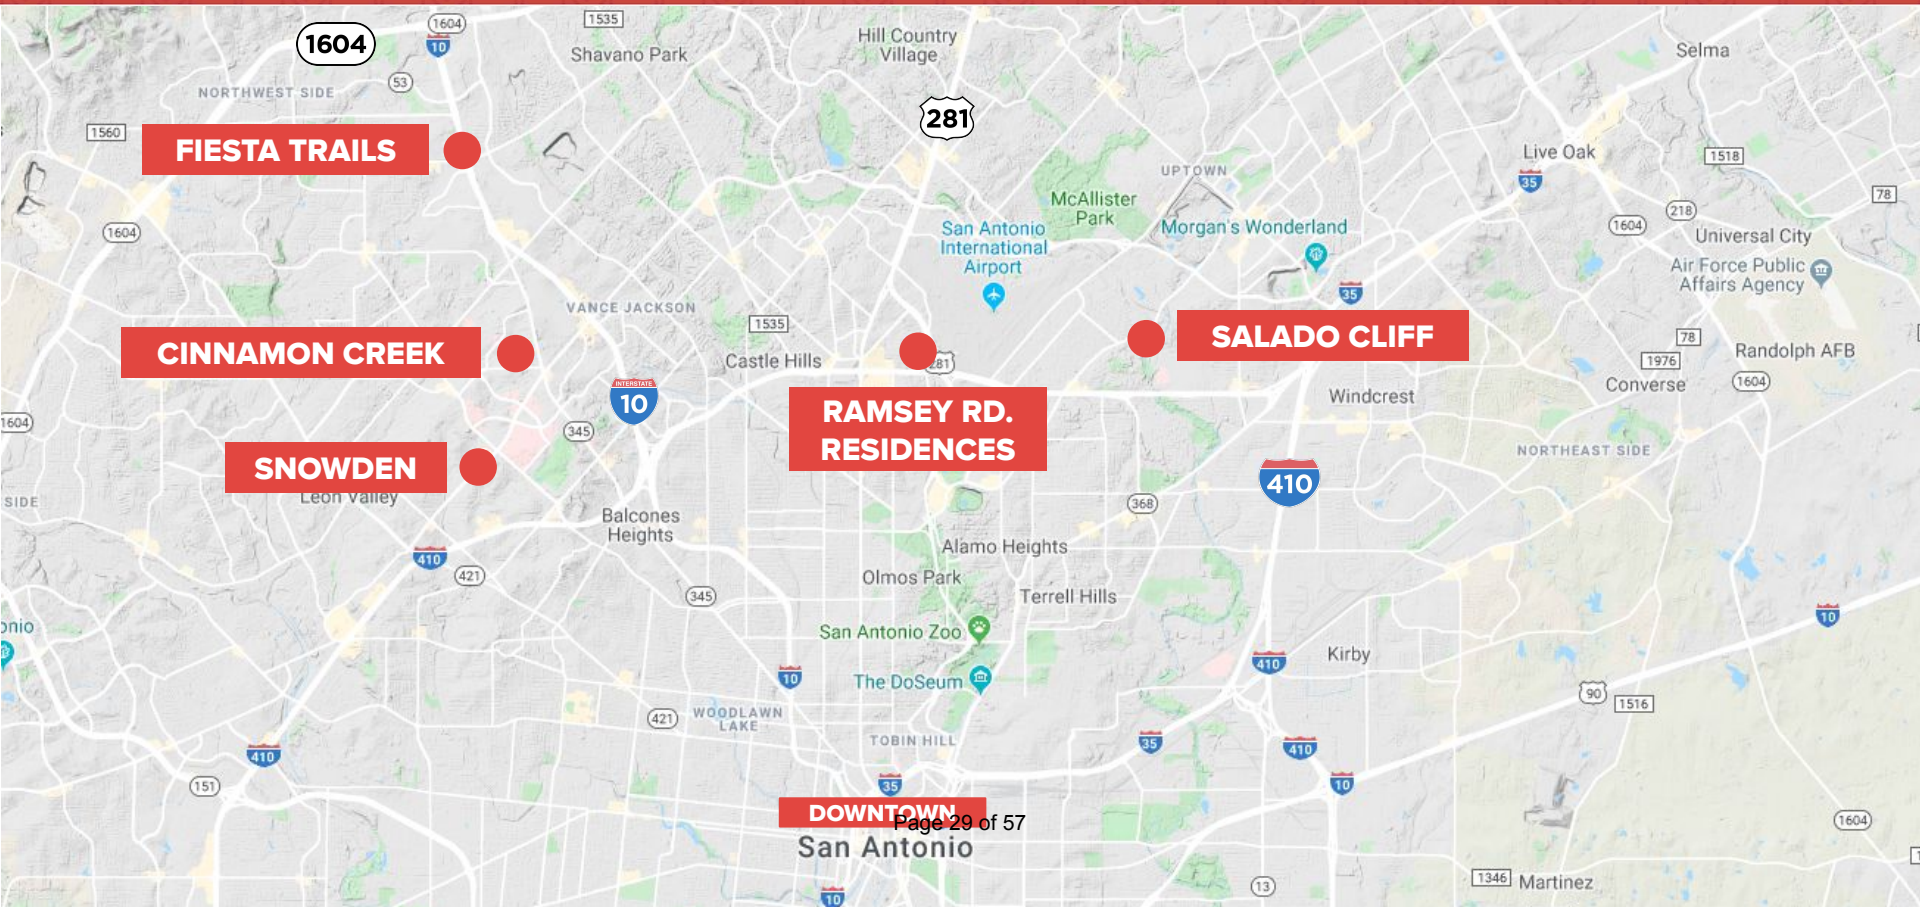 1604
1604
10
1535
Shavano Park
Hill Country
Village
Selma
53
NORTHWEST SIDE
281
1560
FIESTA TRAILS
UPTOWN
Live Oak
1518
35
78
McAllister
Park
218
1604
1604
San Antonio
International
Airport
Morgan's Wonderland
Universal City
Air Force Public
Affairs Agency
35
VANCE JACKSON
1535
CINNAMON CREEK
Castle Hills
281
SALADO CLIFF
78
1976
Randolph AFB
Converse
1604
INTERSTATE
10
RAMSEY RD.
RESIDENCES
Windcrest
1604
345
SNOWDEN
Leon Valley
NORTHEAST SIDE
410
SIDE
368
Balcones
Heights
410
421
Alamo Heights
Olmos Park
345
Terrell Hills
onio
San Antonio Zoo
10
410
Kirby
10
The DoSeum
90
1516
421
WOODLAWN
LAKE
TOBIN HILL
35
410
410
151
35
10
DOWNTOWN
Page 29 of 57
1604
San Antonio
13
1346
Martinez
10